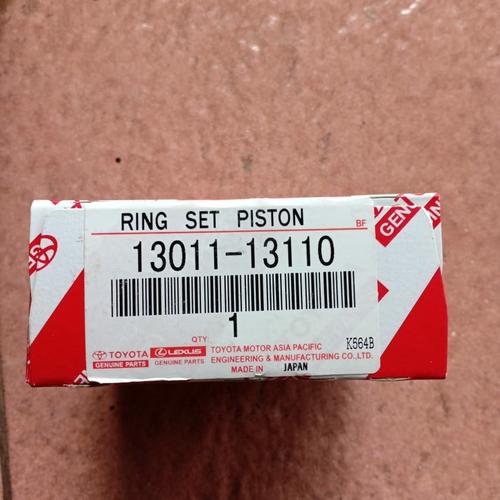 RING SET PISTON
BF
13011-13110
1
QTY:
TOYOTA
GENUINE PARTS
LEXUS
GENUINE PARTS
TOYOTA MOTOR ASIA PACIFIC
ENGINEERING & MANUFACTURING CO.,LTD.
K564B
MADE IN JAPAN